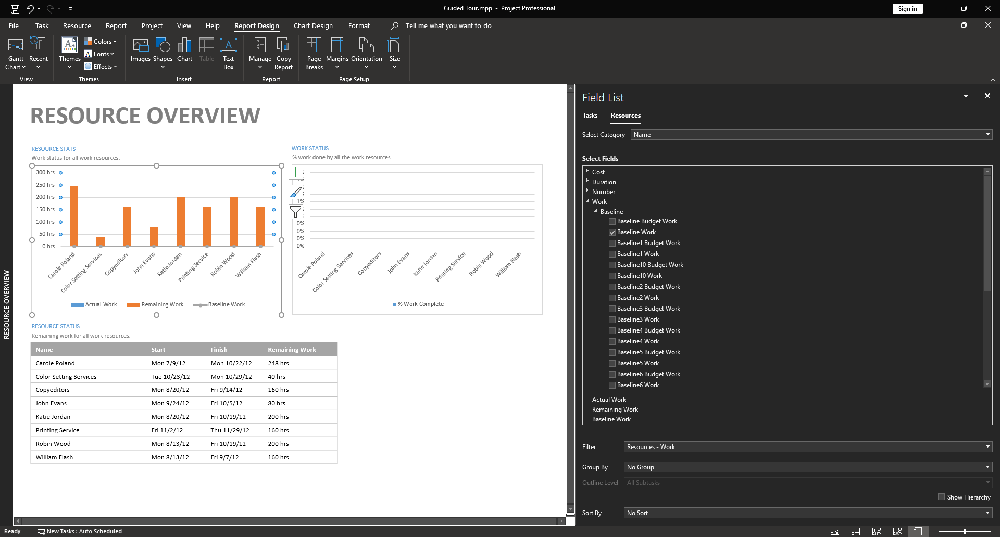 Guided Tour.mpp - Project Professional
Sign in
File Task Resource Report Project View Help Report Design Chart Design Format Tell me what you want to do
Gantt Chart
Recent
View
Themes
Colors
Fonts
Effects
Themes
Images
Shapes
Chart
Table
Text Box
Insert
Manage
Copy Report
Report
Page Breaks
Margins
Orientation
Size
Page Setup
RESOURCE OVERVIEW
RESOURCE OVERVIEW
RESOURCE STATS
Work status for all work resources.
300 hrs
250 hrs
200 hrs
150 hrs
100 hrs
50 hrs
0 hrs
Carole Poland
Color Setting Services
Copyeditors
John Evans
Katie Jordan
Printing Service
Robin Wood
William Flash
Actual Work Remaining Work Baseline Work
WORK STATUS
% work done by all the work resources.
1%
1%
0%
0%
0%
0%
Carole Poland
Color Setting Services
Copyeditors
John Evans
Katie Jordan
Printing Service
Robin Wood
William Flash
% Work Complete
RESOURCE STATUS
Remaining work for all work resources.
Name Start Finish Remaining Work
Carole Poland Mon 7/9/12 Mon 10/22/12 248 hrs
Color Setting Services Tue 10/23/12 Mon 10/29/12 40 hrs
Copyeditors Mon 8/20/12 Fri 9/14/12 160 hrs
John Evans Mon 9/24/12 Fri 10/5/12 80 hrs
Katie Jordan Mon 8/20/12 Fri 10/19/12 200 hrs
Printing Service Fri 11/2/12 Thu 11/29/12 160 hrs
Robin Wood Mon 8/13/12 Fri 10/19/12 200 hrs
William Flash Mon 8/13/12 Fri 9/7/12 160 hrs
Field List
Tasks Resources
Select Category Name
Select Fields
Cost
Duration
Number
Work
Baseline
Baseline Budget Work
Baseline Work
Baseline1 Budget Work
Baseline1 Work
Baseline10 Budget Work
Baseline10 Work
Baseline2 Budget Work
Baseline2 Work
Baseline3 Budget Work
Baseline3 Work
Baseline4 Budget Work
Baseline4 Work
Baseline5 Budget Work
Baseline5 Work
Baseline6 Budget Work
Baseline6 Work
Actual Work
Remaining Work
Baseline Work
Filter Resources - Work
Group By No Group
Outline Level All Subtasks
Show Hierarchy
Sort By No Sort
Ready New Tasks : Auto Scheduled